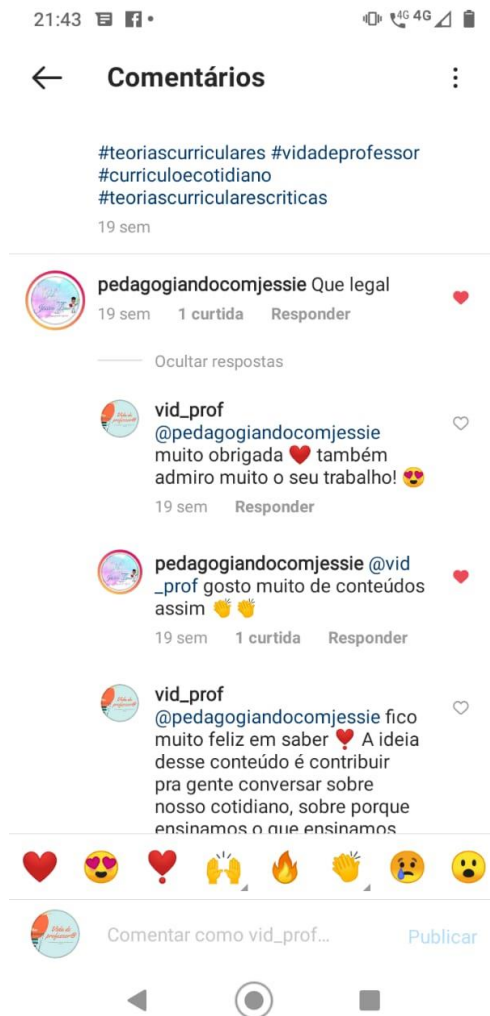 21:43
4G 4G
Comentários
#teoriascurriculares #vidadeprofessor
#curriculoecotidiano
#teoriascurricularescriticas
19 sem
pedagogiandocomjessie Que legal
19 sem 1 curtida Responder
Ocultar respostas
vid_prof
@pedagogiandocomjessie
muito obrigada ❤️ também
admiro muito o seu trabalho! 😍
19 sem Responder
pedagogiandocomjessie @vid
_prof gosto muito de conteúdos
assim 👏👏
19 sem 1 curtida Responder
vid_prof
@pedagogiandocomjessie fico
muito feliz em saber ❣️ A ideia
desse conteúdo é contribuir
pra gente conversar sobre
nosso cotidiano, sobre porque
ensinamos o que ensinamos
Comentar como vid_prof...
Publicar